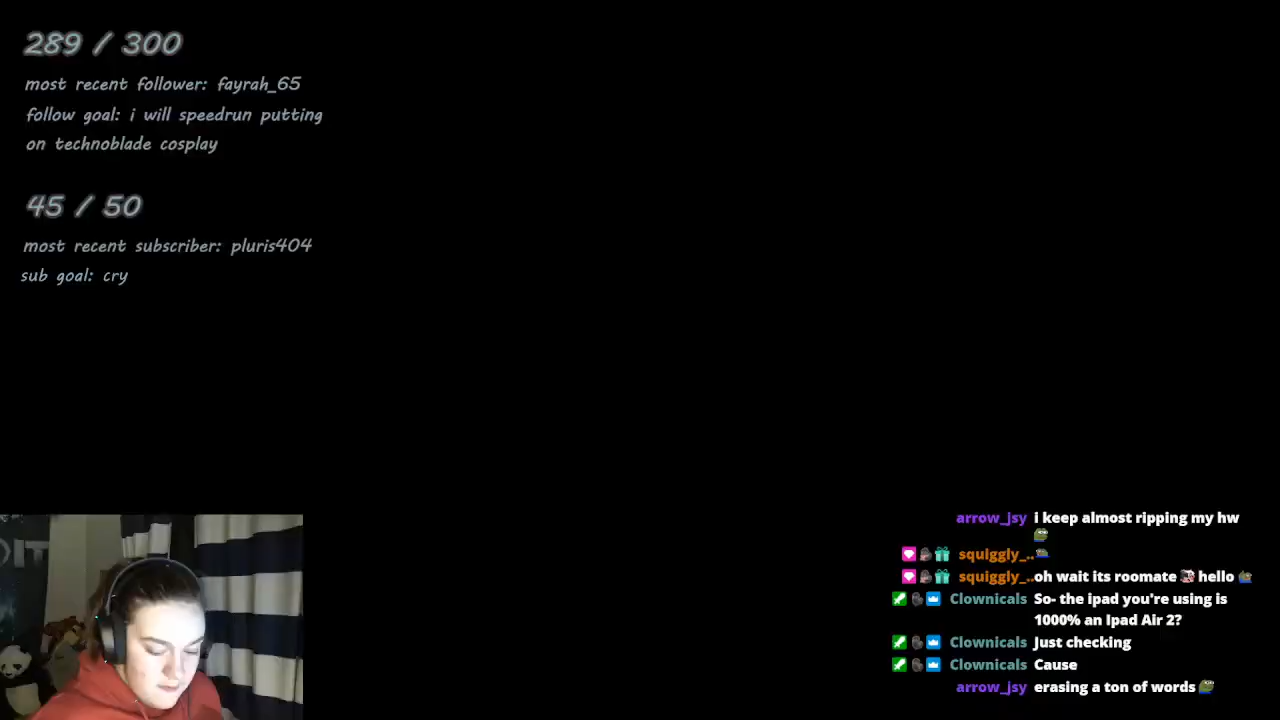 289 / 300
most recent follower: fayrah_65
follow goal: i will speedrun putting
on technoblade cosplay
45 / 50
most recent subscriber: pluris404
sub goal: cry
arrow_jsy i keep almost ripping my hw
squiggly_..
squiggly_.. oh wait its roomate hello
Clownicals So- the ipad you're using is
1000% an Ipad Air 2?
Clownicals Just checking
Clownicals Cause
arrow_jsy erasing a ton of words